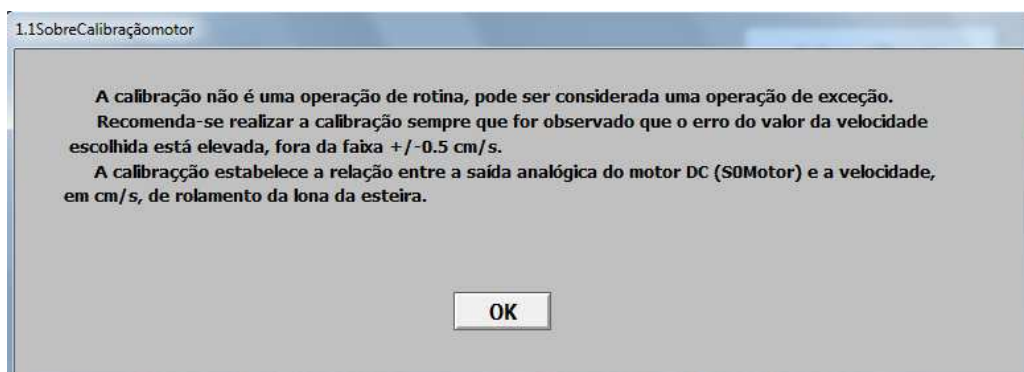 1.1SobreCalibraçãomotor
A calibração não é uma operação de rotina, pode ser considerada uma operação de exceção.
Recomenda-se realizar a calibração sempre que for observado que o erro do valor da velocidade
escolhida está elevada, fora da faixa +/-0.5 cm/s.
A calibraçção estabelece a relação entre a saída analógica do motor DC (S0Motor) e a velocidade,
em cm/s, de rolamento da lona da esteira.
OK